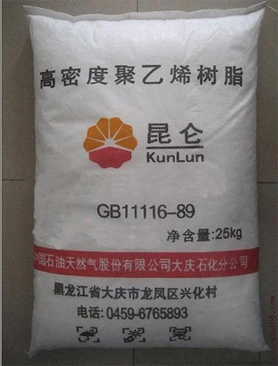 高密度聚乙烯树脂
昆仑
KunLun
GB11116-89
净含量:25kg
中国石油天然气股份有限公司大庆石化分公司
黑龙江省大庆市龙凤区兴化村
电话: 0459-6765893